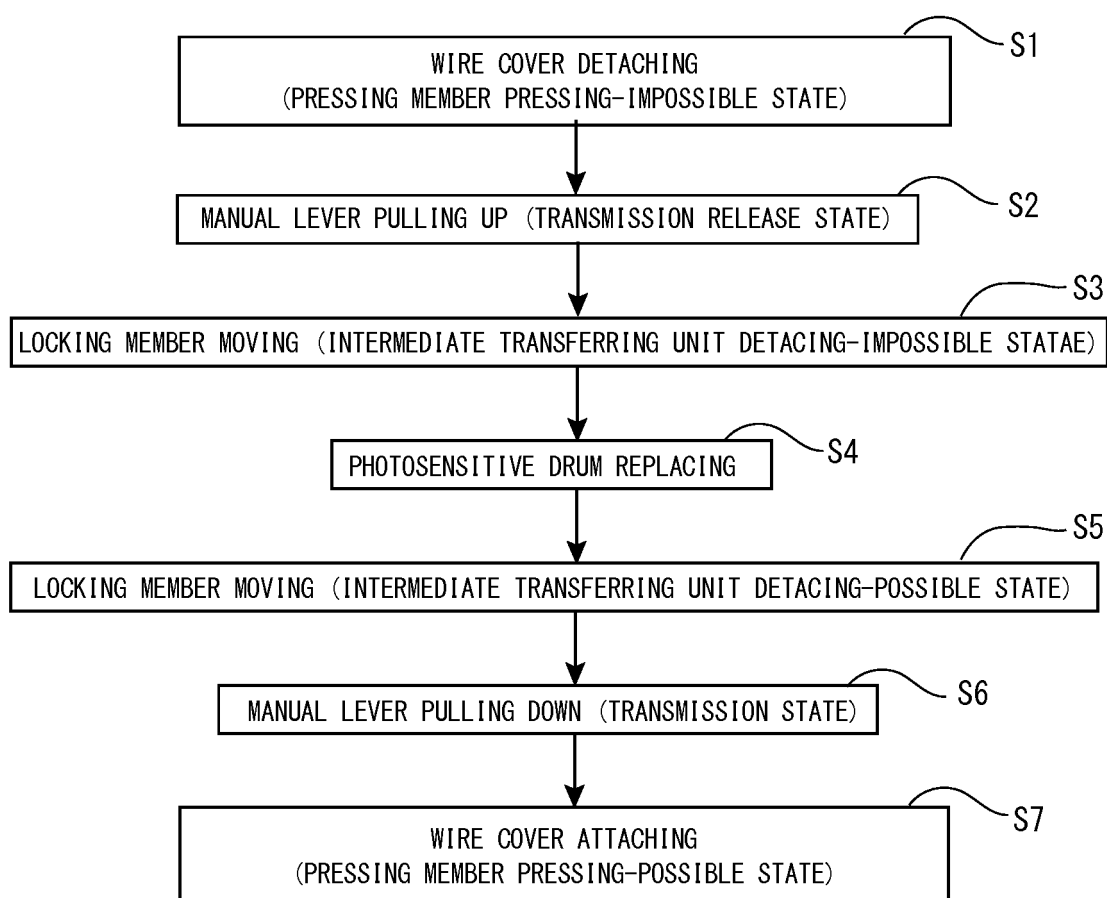 S1
WIRE COVER DETACHING
(PRESSING MEMBER PRESSING-IMPOSSIBLE STATE)
S2
MANUAL LEVER PULLING UP (TRANSMISSION RELEASE STATE)
S3
LOCKING MEMBER MOVING (INTERMEDIATE TRANSFERRING UNIT DETACING-IMPOSSIBLE STATAE)
S4
PHOTOSENSITIVE DRUM REPLACING
S5
LOCKING MEMBER MOVING (INTERMEDIATE TRANSFERRING UNIT DETACING-POSSIBLE STATE)
S6
MANUAL LEVER PULLING DOWN (TRANSMISSION STATE)
S7
WIRE COVER ATTACHING
(PRESSING MEMBER PRESSING-POSSIBLE STATE)